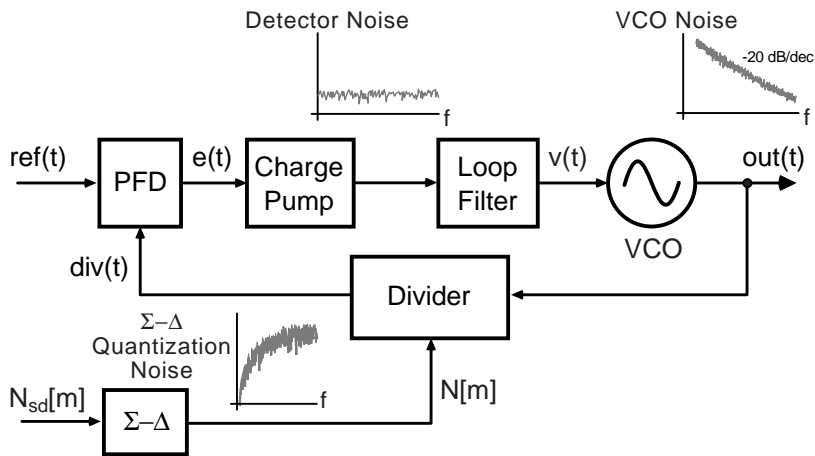 Detector Noise
VCO Noise
-20 dB/dec
f
f
ref(t)
PFD
e(t)
Charge
Pump
Loop
Filter
v(t)
out(t)
VCO
div(t)
Divider
Σ−Δ
Quantization
Noise
f
N[m]
Nsd[m]
Σ−Δ